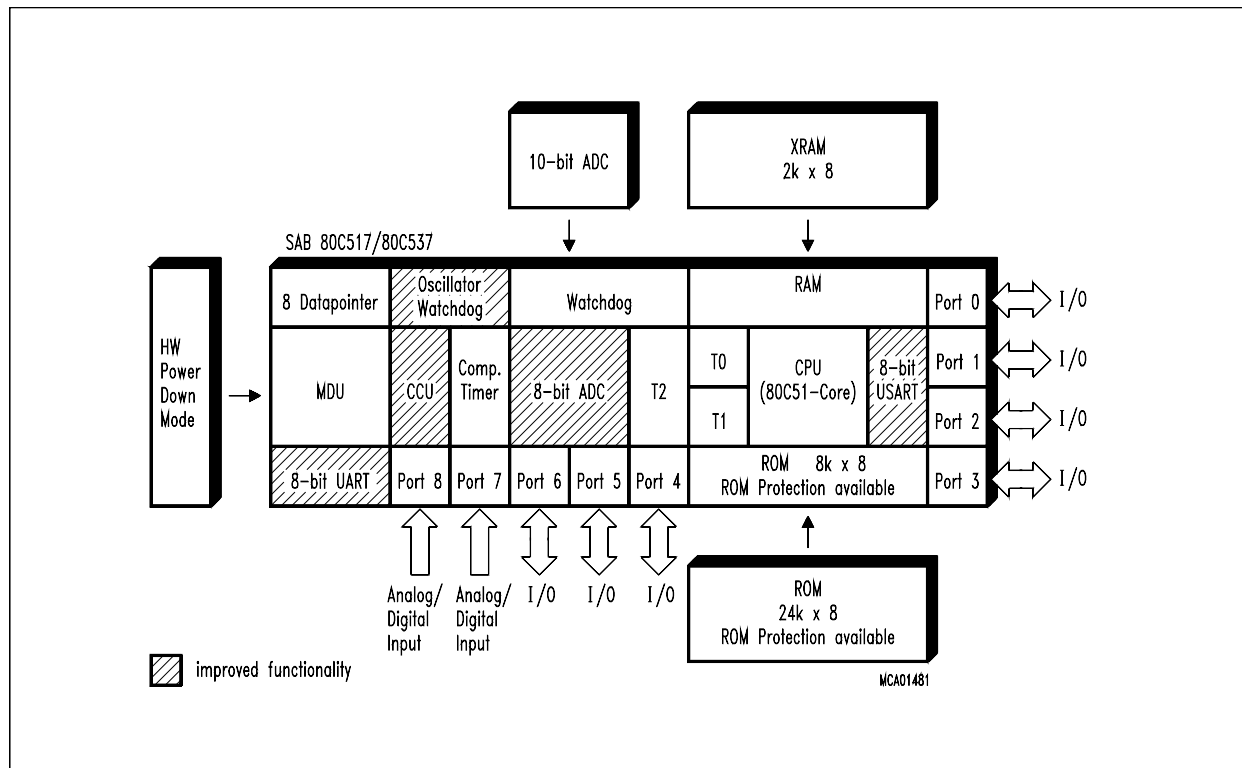 10-bit ADC
XRAM
2k x 8
SAB 80C517/80C537
HW
Power
Down
Mode
8 Datapointer
Oscillator
Watchdog
Watchdog
RAM
Port 0
I/O
MDU
CCU
Comp.
Timer
8-bit ADC
T2
T0
T1
CPU
(80C51-Core)
8-bit
USART
Port 1
I/O
Port 2
I/O
8-bit UART
Port 8
Port 7
Port 6
Port 5
Port 4
ROM 8k x 8
ROM Protection available
Port 3
I/O
Analog/
Digital
Input
Analog/
Digital
Input
I/O
I/O
I/O
ROM
24k x 8
ROM Protection available
improved functionality
MCA01481